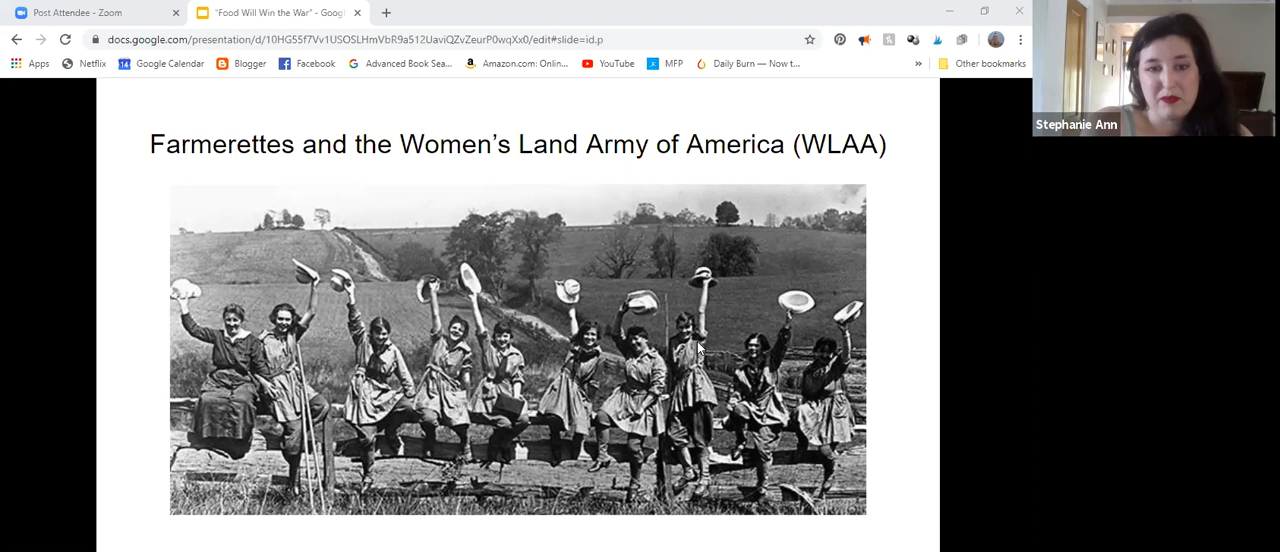 Post Attendee - Zoom
"Food Will Win the War" - Goog
docs.google.com/presentation/d/10HG55f7Vv1USOSLHmVbR9a512UaviQZvZeurP0wqXx0/edit#slide=id.p
Apps Netflix Google Calendar Blogger Facebook Advanced Book Sea... Amazon.com: Onlin... YouTube MFP Daily Burn — Now t... » Other bookmarks
Stephanie Ann
Farmerettes and the Women's Land Army of America (WLAA)